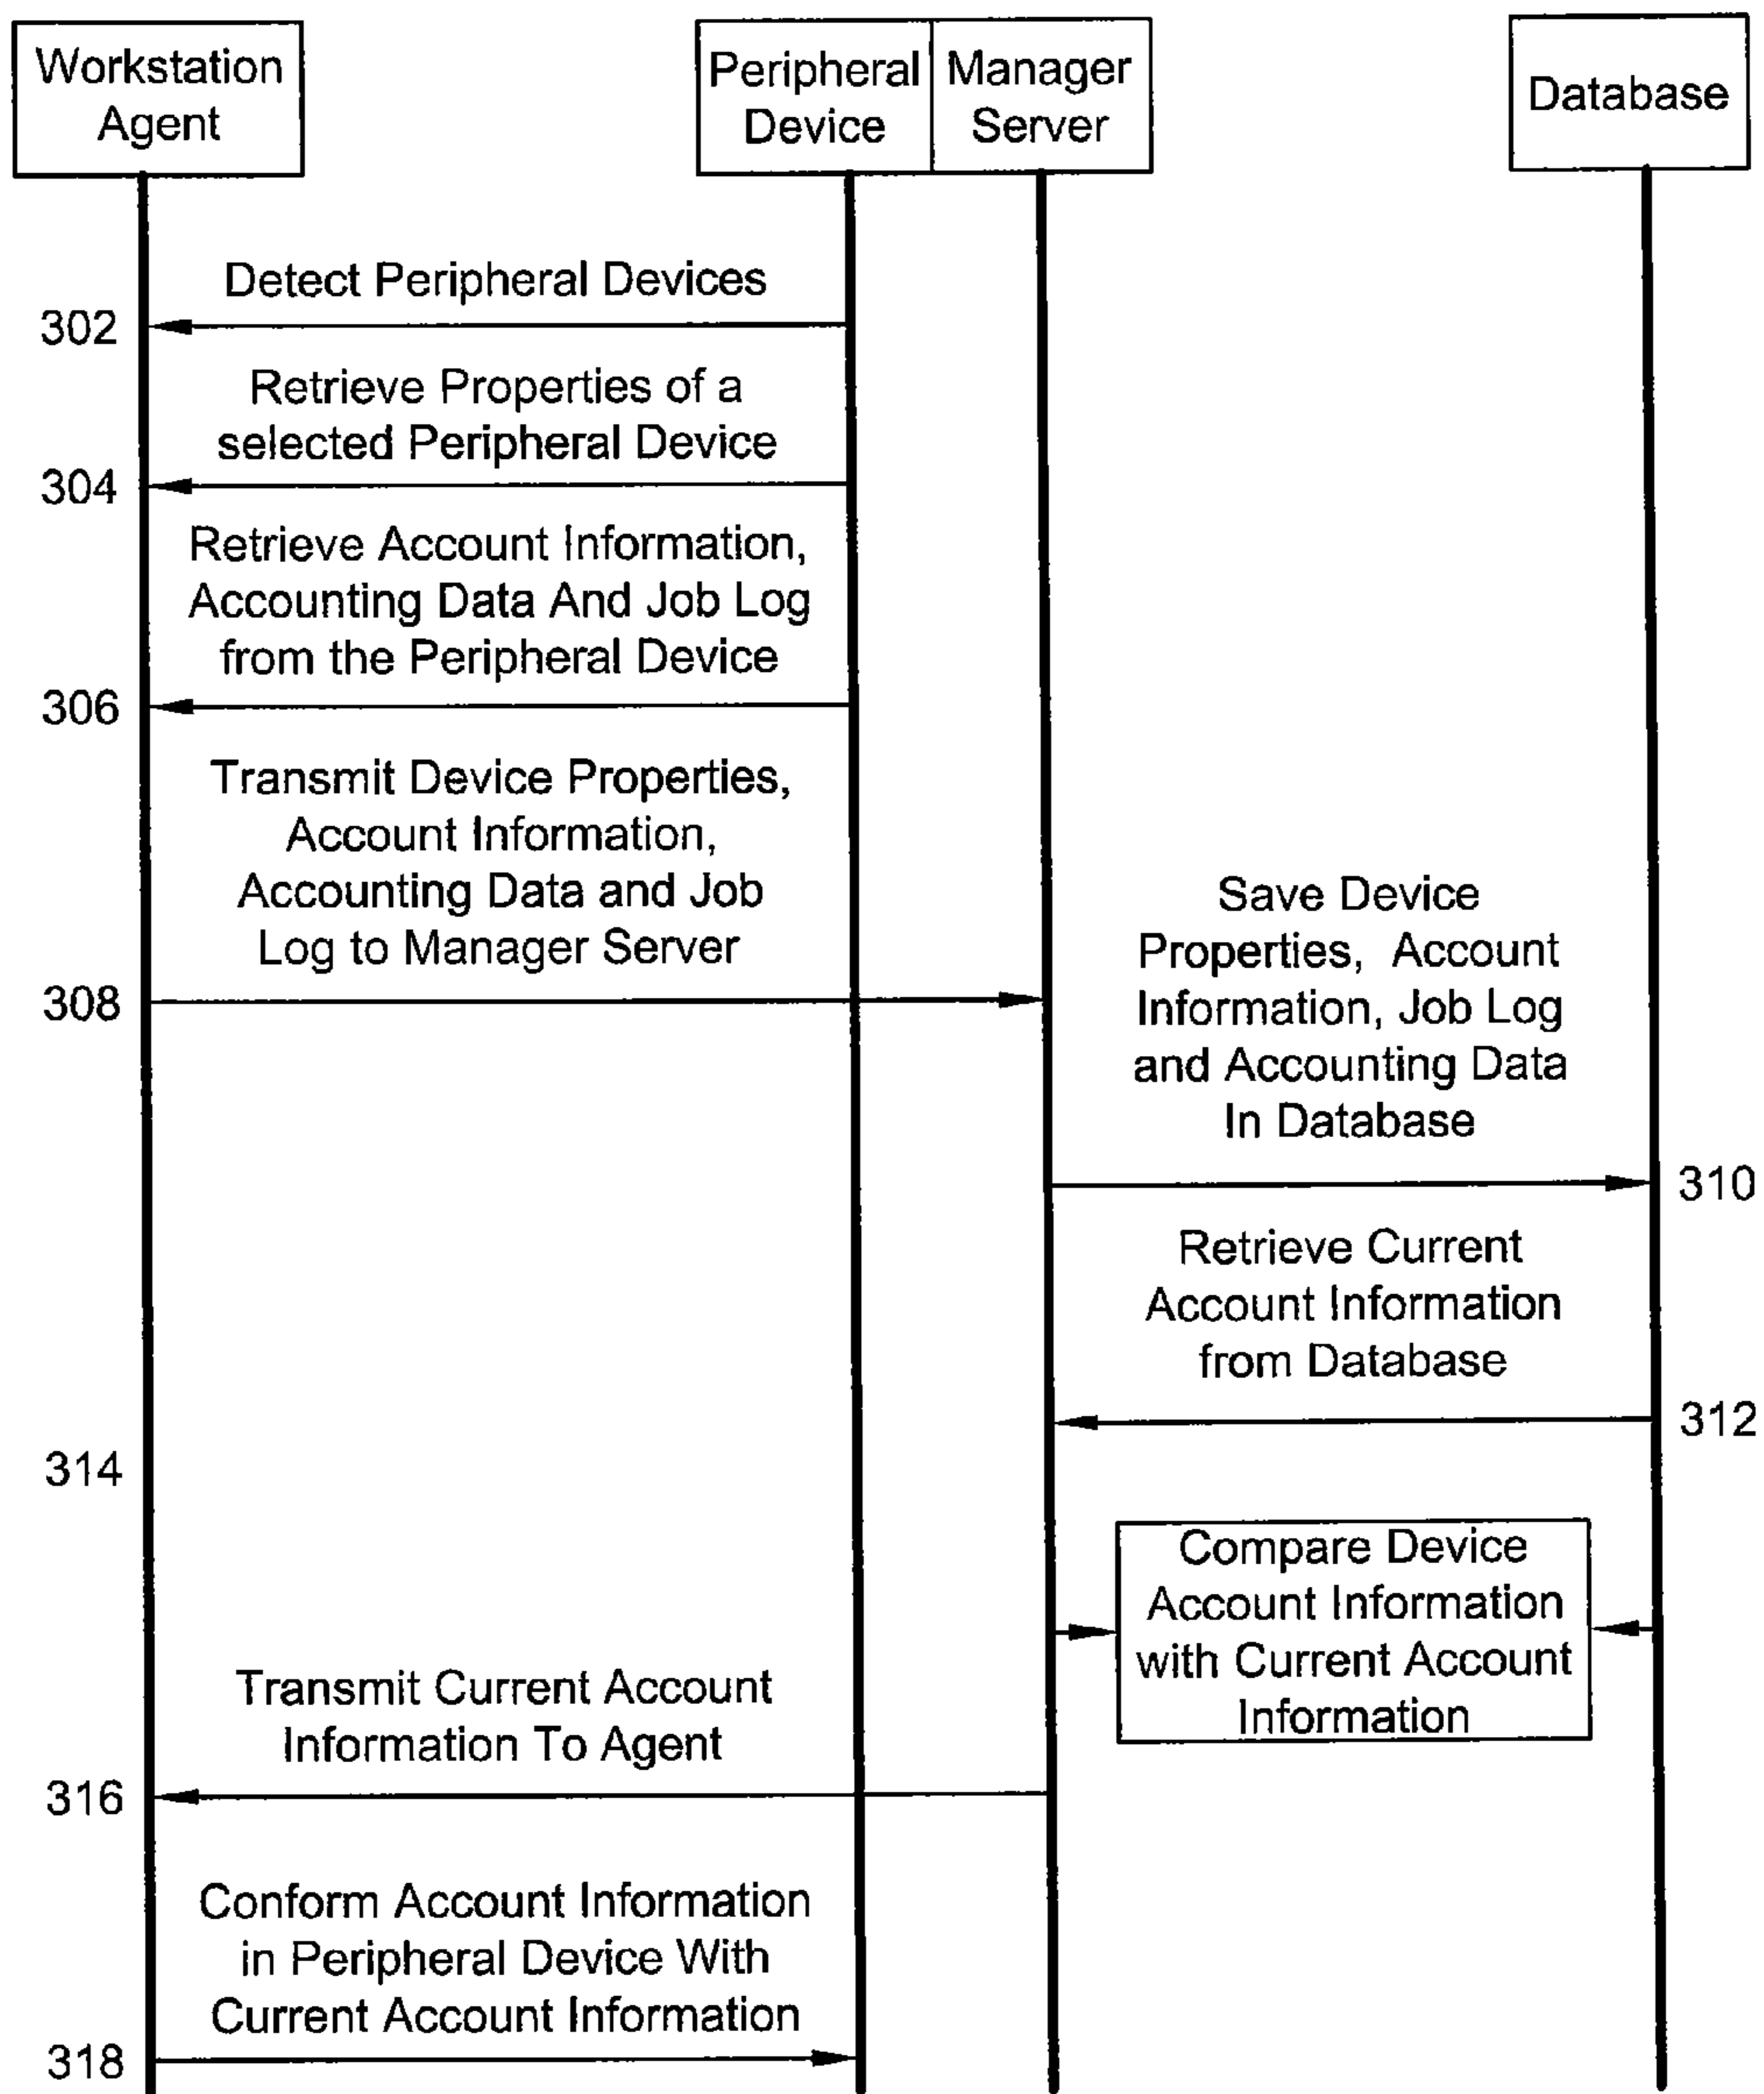 Workstation
Agent
Peripheral
Device
Manager
Server
Database
Detect Peripheral Devices
302
Retrieve Properties of a
selected Peripheral Device
304
Retrieve Account Information,
Accounting Data And Job Log
from the Peripheral Device
306
Transmit Device Properties,
Account Information,
Accounting Data and Job
Log to Manager Server
308
Save Device
Properties, Account
Information, Job Log
and Accounting Data
In Database
310
Retrieve Current
Account Information
from Database
312
314
Compare Device
Account Information
with Current Account
Information
Transmit Current Account
Information To Agent
316
Conform Account Information
in Peripheral Device With
Current Account Information
318